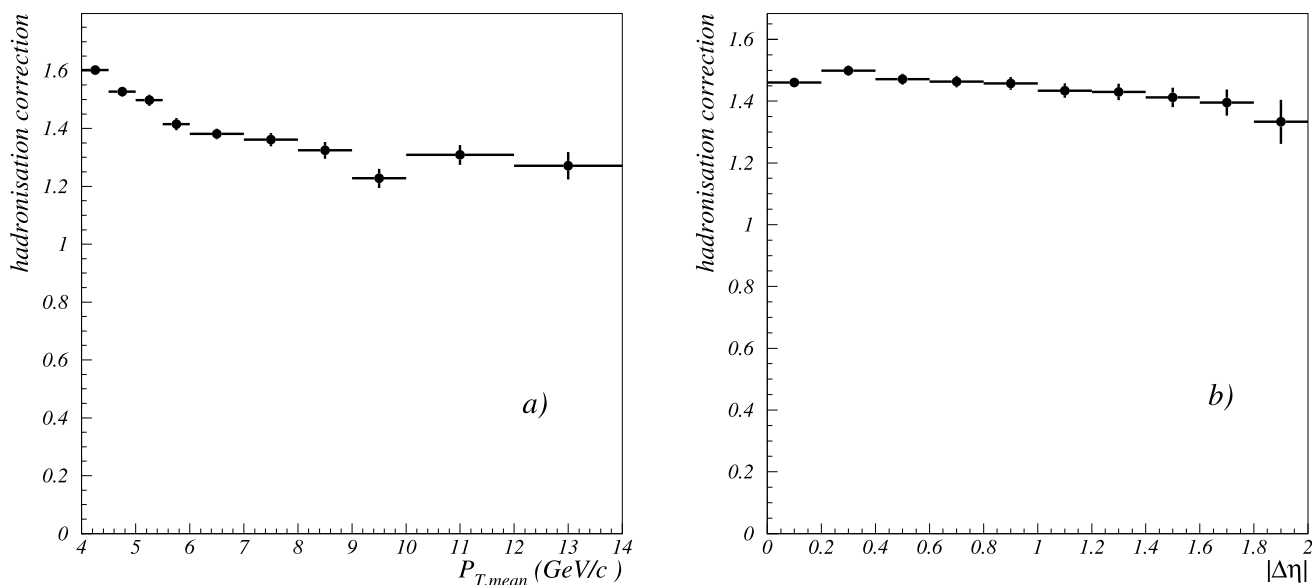 hadronisation correction
1.6
1.4
1.2
1
0.8
0.6
0.4
0.2
0
a)
4 5 6 7 8 9 10 11 12 13 14
P_{T,mean} (GeV/c )
hadronisation correction
1.6
1.4
1.2
1
0.8
0.6
0.4
0.2
0
b)
0 0.2 0.4 0.6 0.8 1 1.2 1.4 1.6 1.8 2
|Δη|